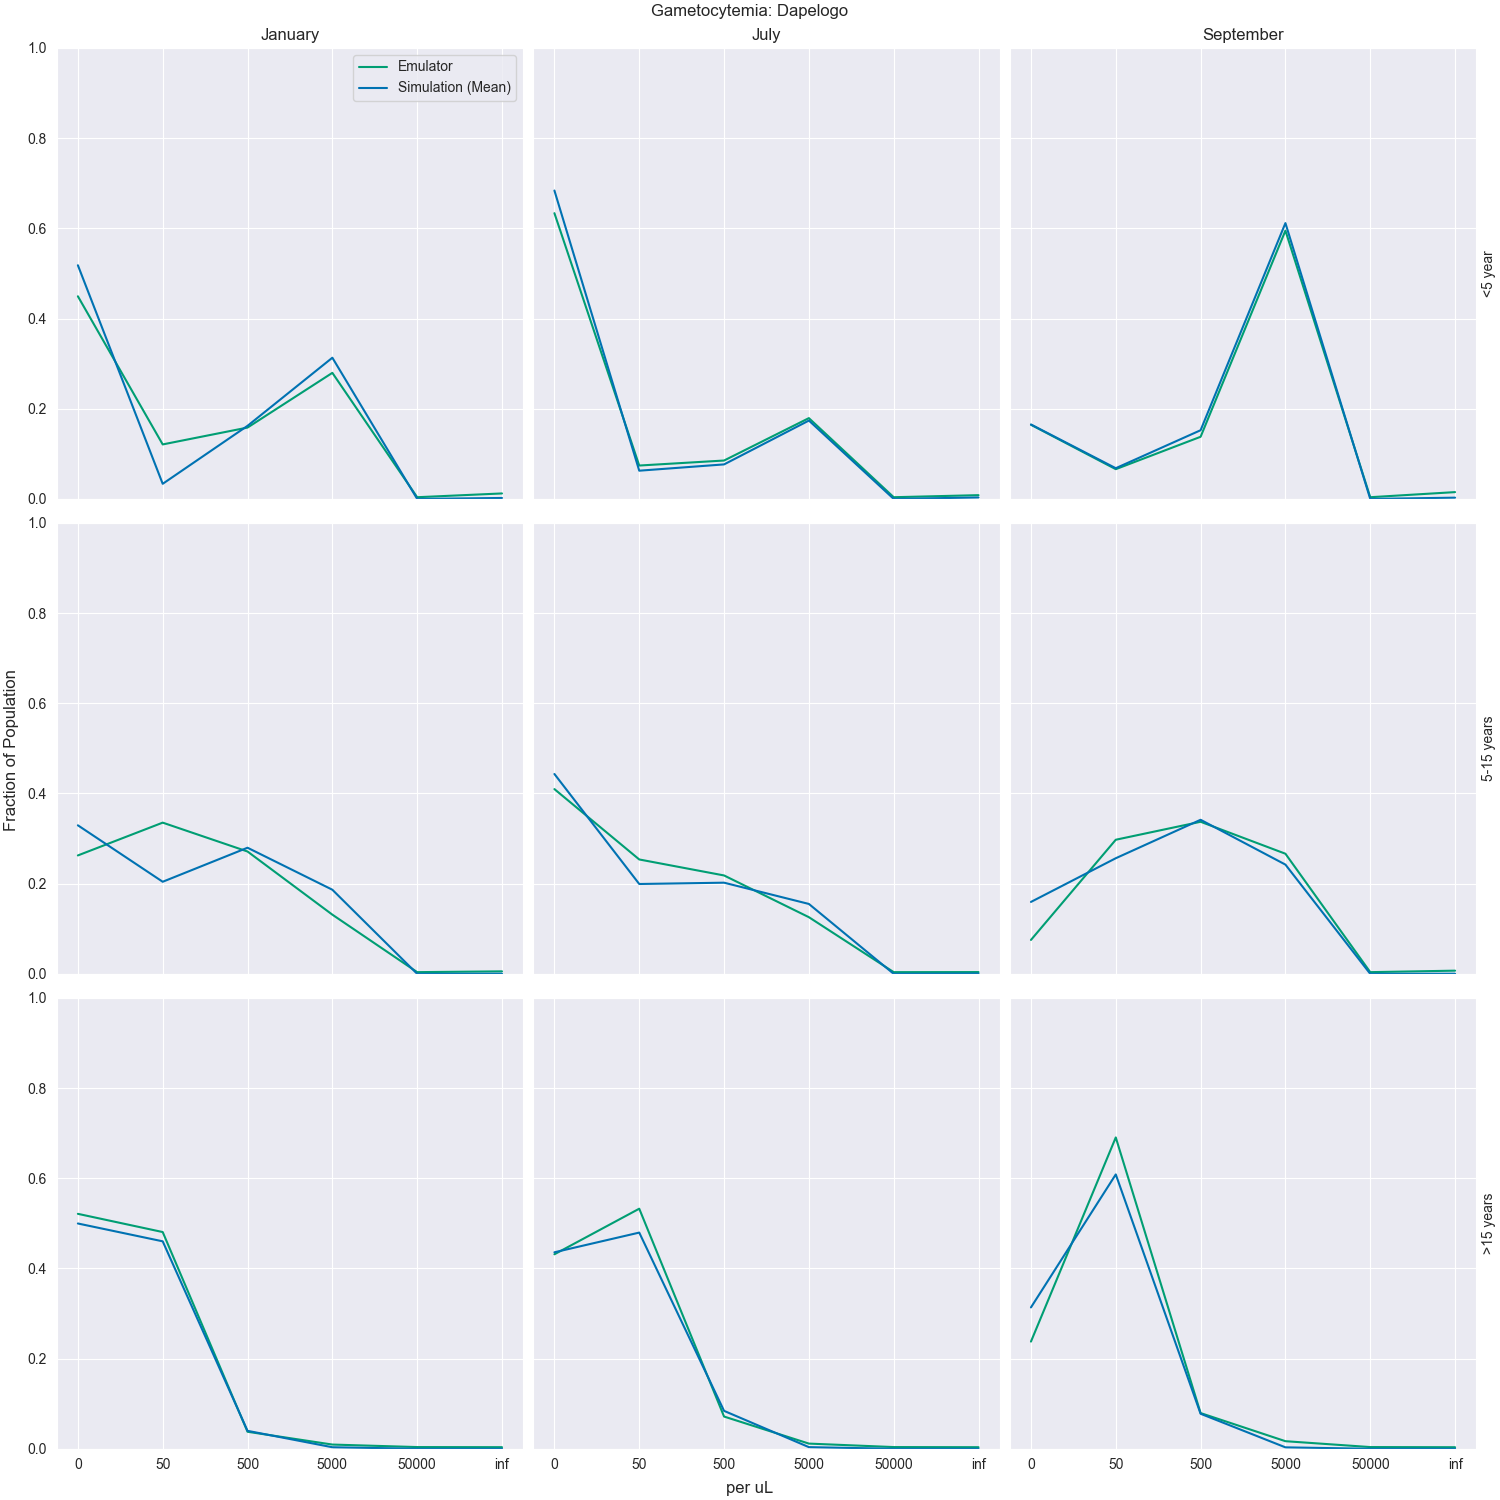 Gametocytemia: Dapelogo
January
July
September
1.0
0.8
0.6
0.4
0.2
0.0
Emulator
Simulation (Mean)
<5 year
1.0
0.8
0.6
0.4
0.2
0.0
Fraction of Population
5-15 years
1.0
0.8
0.6
0.4
0.2
0.0
>15 years
0 50 500 5000 50000 inf
0 50 500 5000 50000 inf
0 50 500 5000 50000 inf
per uL